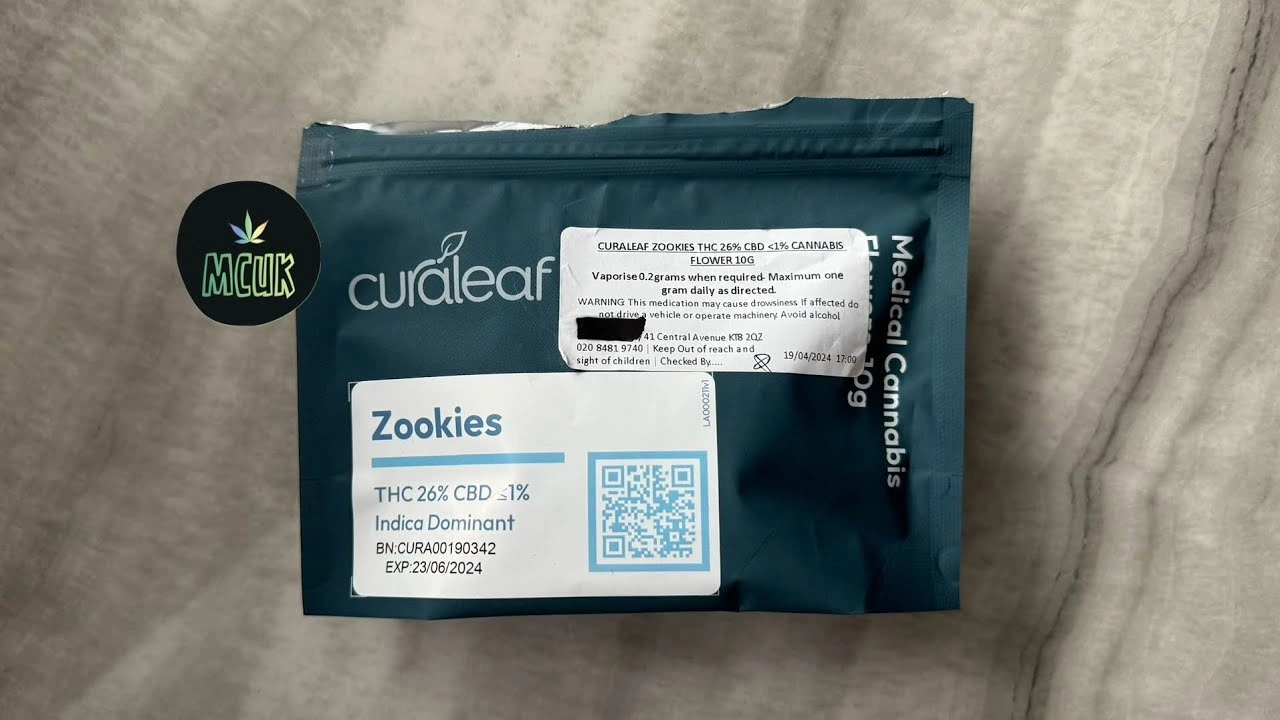 MCUK
curaleaf
CURALEAF ZOOKIES THC 26% CBD <1% CANNABIS
FLOWER 10G
Vaporise 0.2grams when required- Maximum one
gram daily as directed.
WARNING This medication may cause drowsiness If affected do
not drive a vehicle or operate machinery. Avoid alcohol
41 Central Avenue KT8 2QZ
020 8481 9740 | Keep Out of reach and
sight of children | Checked By.....
19/04/2024 17:00
Medical Cannabis
10g
Zookies
THC 26% CBD ≤1%
Indica Dominant
BN:CURA00190342
EXP:23/06/2024